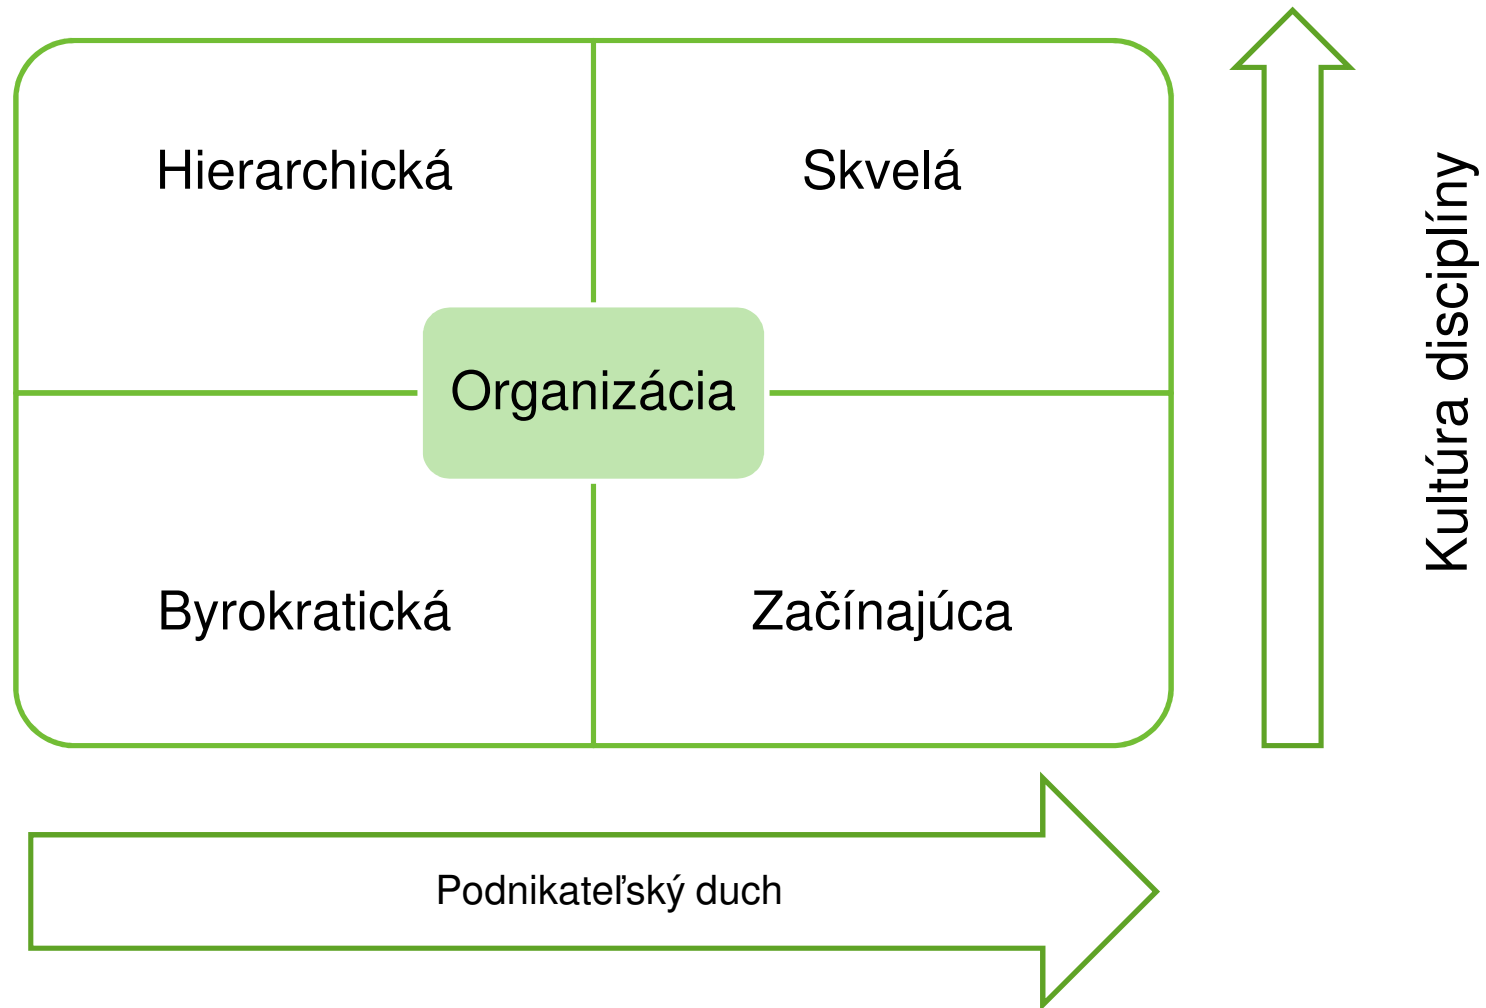 Hierarchická
Skvelá
Organizácia
Byrokratická
Začínajúca
Podnikateľský duch
Kultúra disciplíny